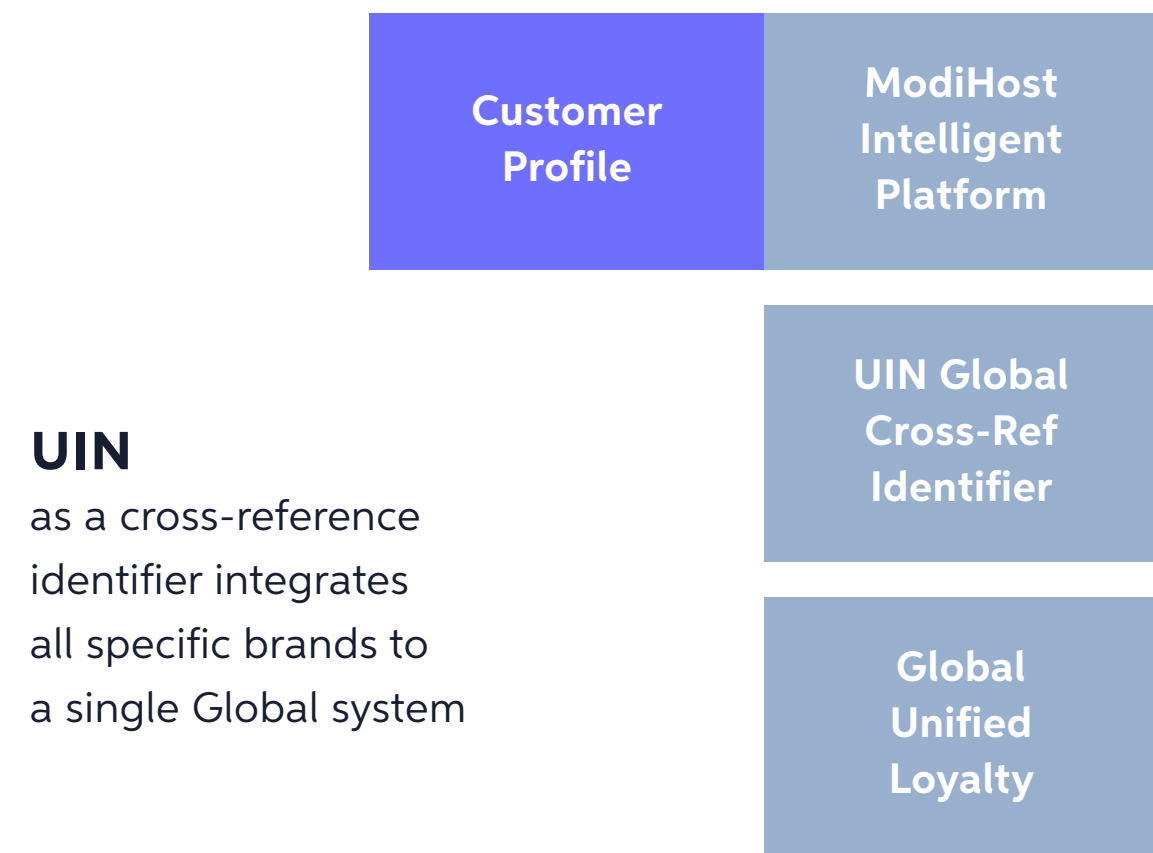 Customer
Profile
ModiHost
Intelligent
Platform
UIN Global
Cross-Ref
Identifier
UIN
as a cross-reference
identifier integrates
all specific brands to
a single Global system
Global
Unified
Loyalty